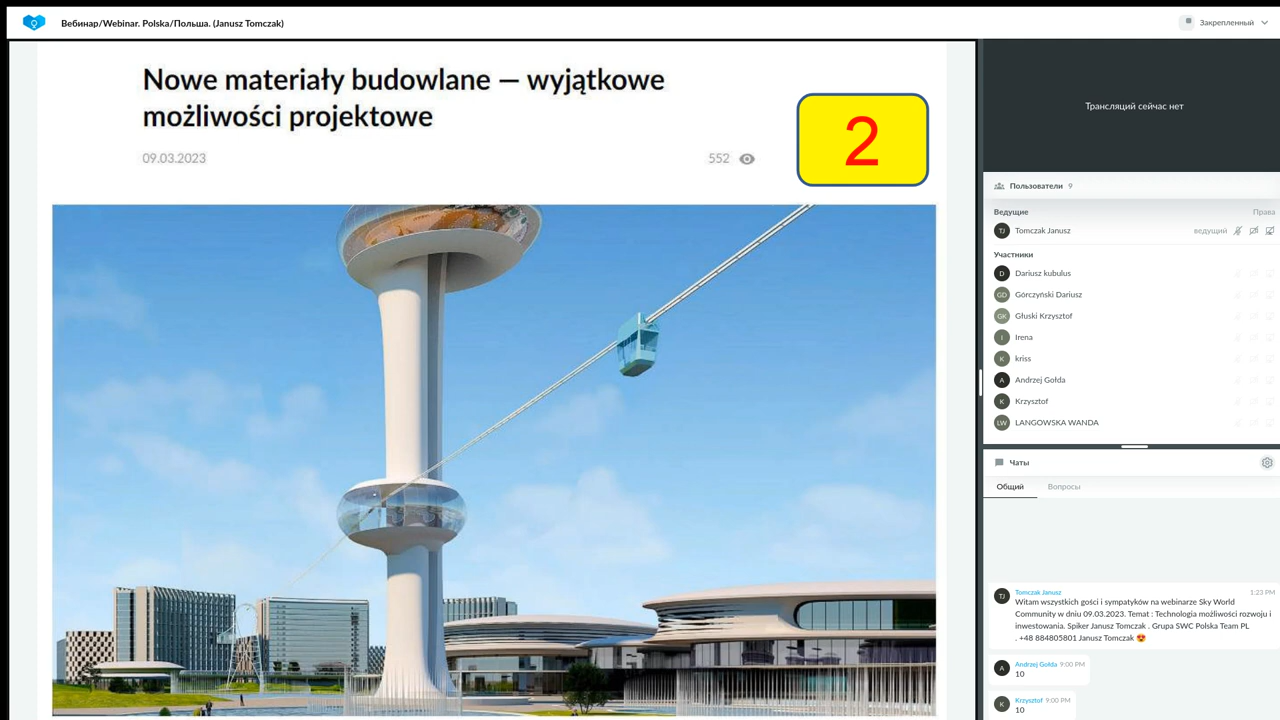 Вебинар/Webinar. Polska/Польша. (Janusz Tomczak)
Закрепленный
Nowe materiały budowlane — wyjątkowe
możliwości projektowe
09.03.2023
552
2
Трансляций сейчас нет
Пользователи 9
Ведущие Права
TJ Tomczak Janusz ведущий
Участники
D Dariusz kubulus
GD Górczyński Dariusz
GK Głuski Krzysztof
I Irena
K kriss
A Andrzej Gołda
K Krzysztof
LW LANGOWSKA WANDA
Чаты
Общий Вопросы
TJ Tomczak Janusz 1:23 PM
Witam wszystkich gości i sympatyków na webinarze Sky World
Community w dniu 09.03.2023. Temat : Technologia możliwości rozwoju i
inwestowania. Spiker Janusz Tomczak . Grupa SWC Polska Team PL
. +48 884805801 Janusz Tomczak 😍
A Andrzej Gołda 9:00 PM
10
K Krzysztof 9:00 PM
10